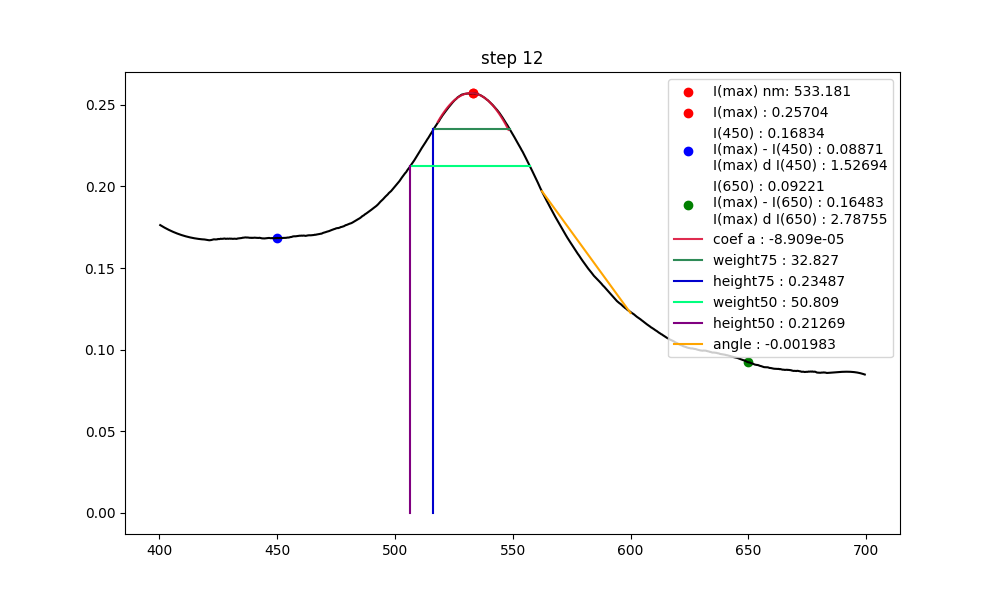 step 12
I(max) nm: 533.181
I(max) : 0.25704
I(450) : 0.16834
I(max) - I(450) : 0.08871
I(max) d I(450) : 1.52694
I(650) : 0.09221
I(max) - I(650) : 0.16483
I(max) d I(650) : 2.78755
coef a : -8.909e-05
weight75 : 32.827
height75 : 0.23487
weight50 : 50.809
height50 : 0.21269
angle : -0.001983
0.25
0.20
0.15
0.10
0.05
0.00
400 450 500 550 600 650 700